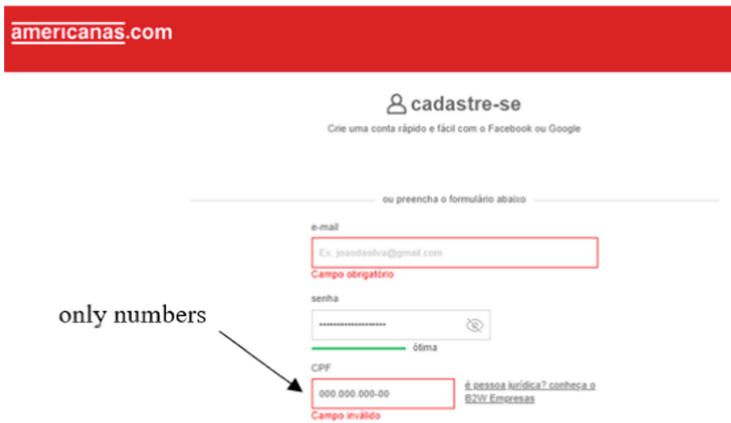 americanas.com
cadastre-se
Crie uma conta rápido e fácil com o Facebook ou Google
ou preencha o formulário abaixo
e-mail
Ex. joaodasilva@gmail.com
Campo obrigatório
senha
only numbers
ótima
CPF
000.000.000-00
é pessoa jurídica? conheça o
B2W Empresas
Campo inválido